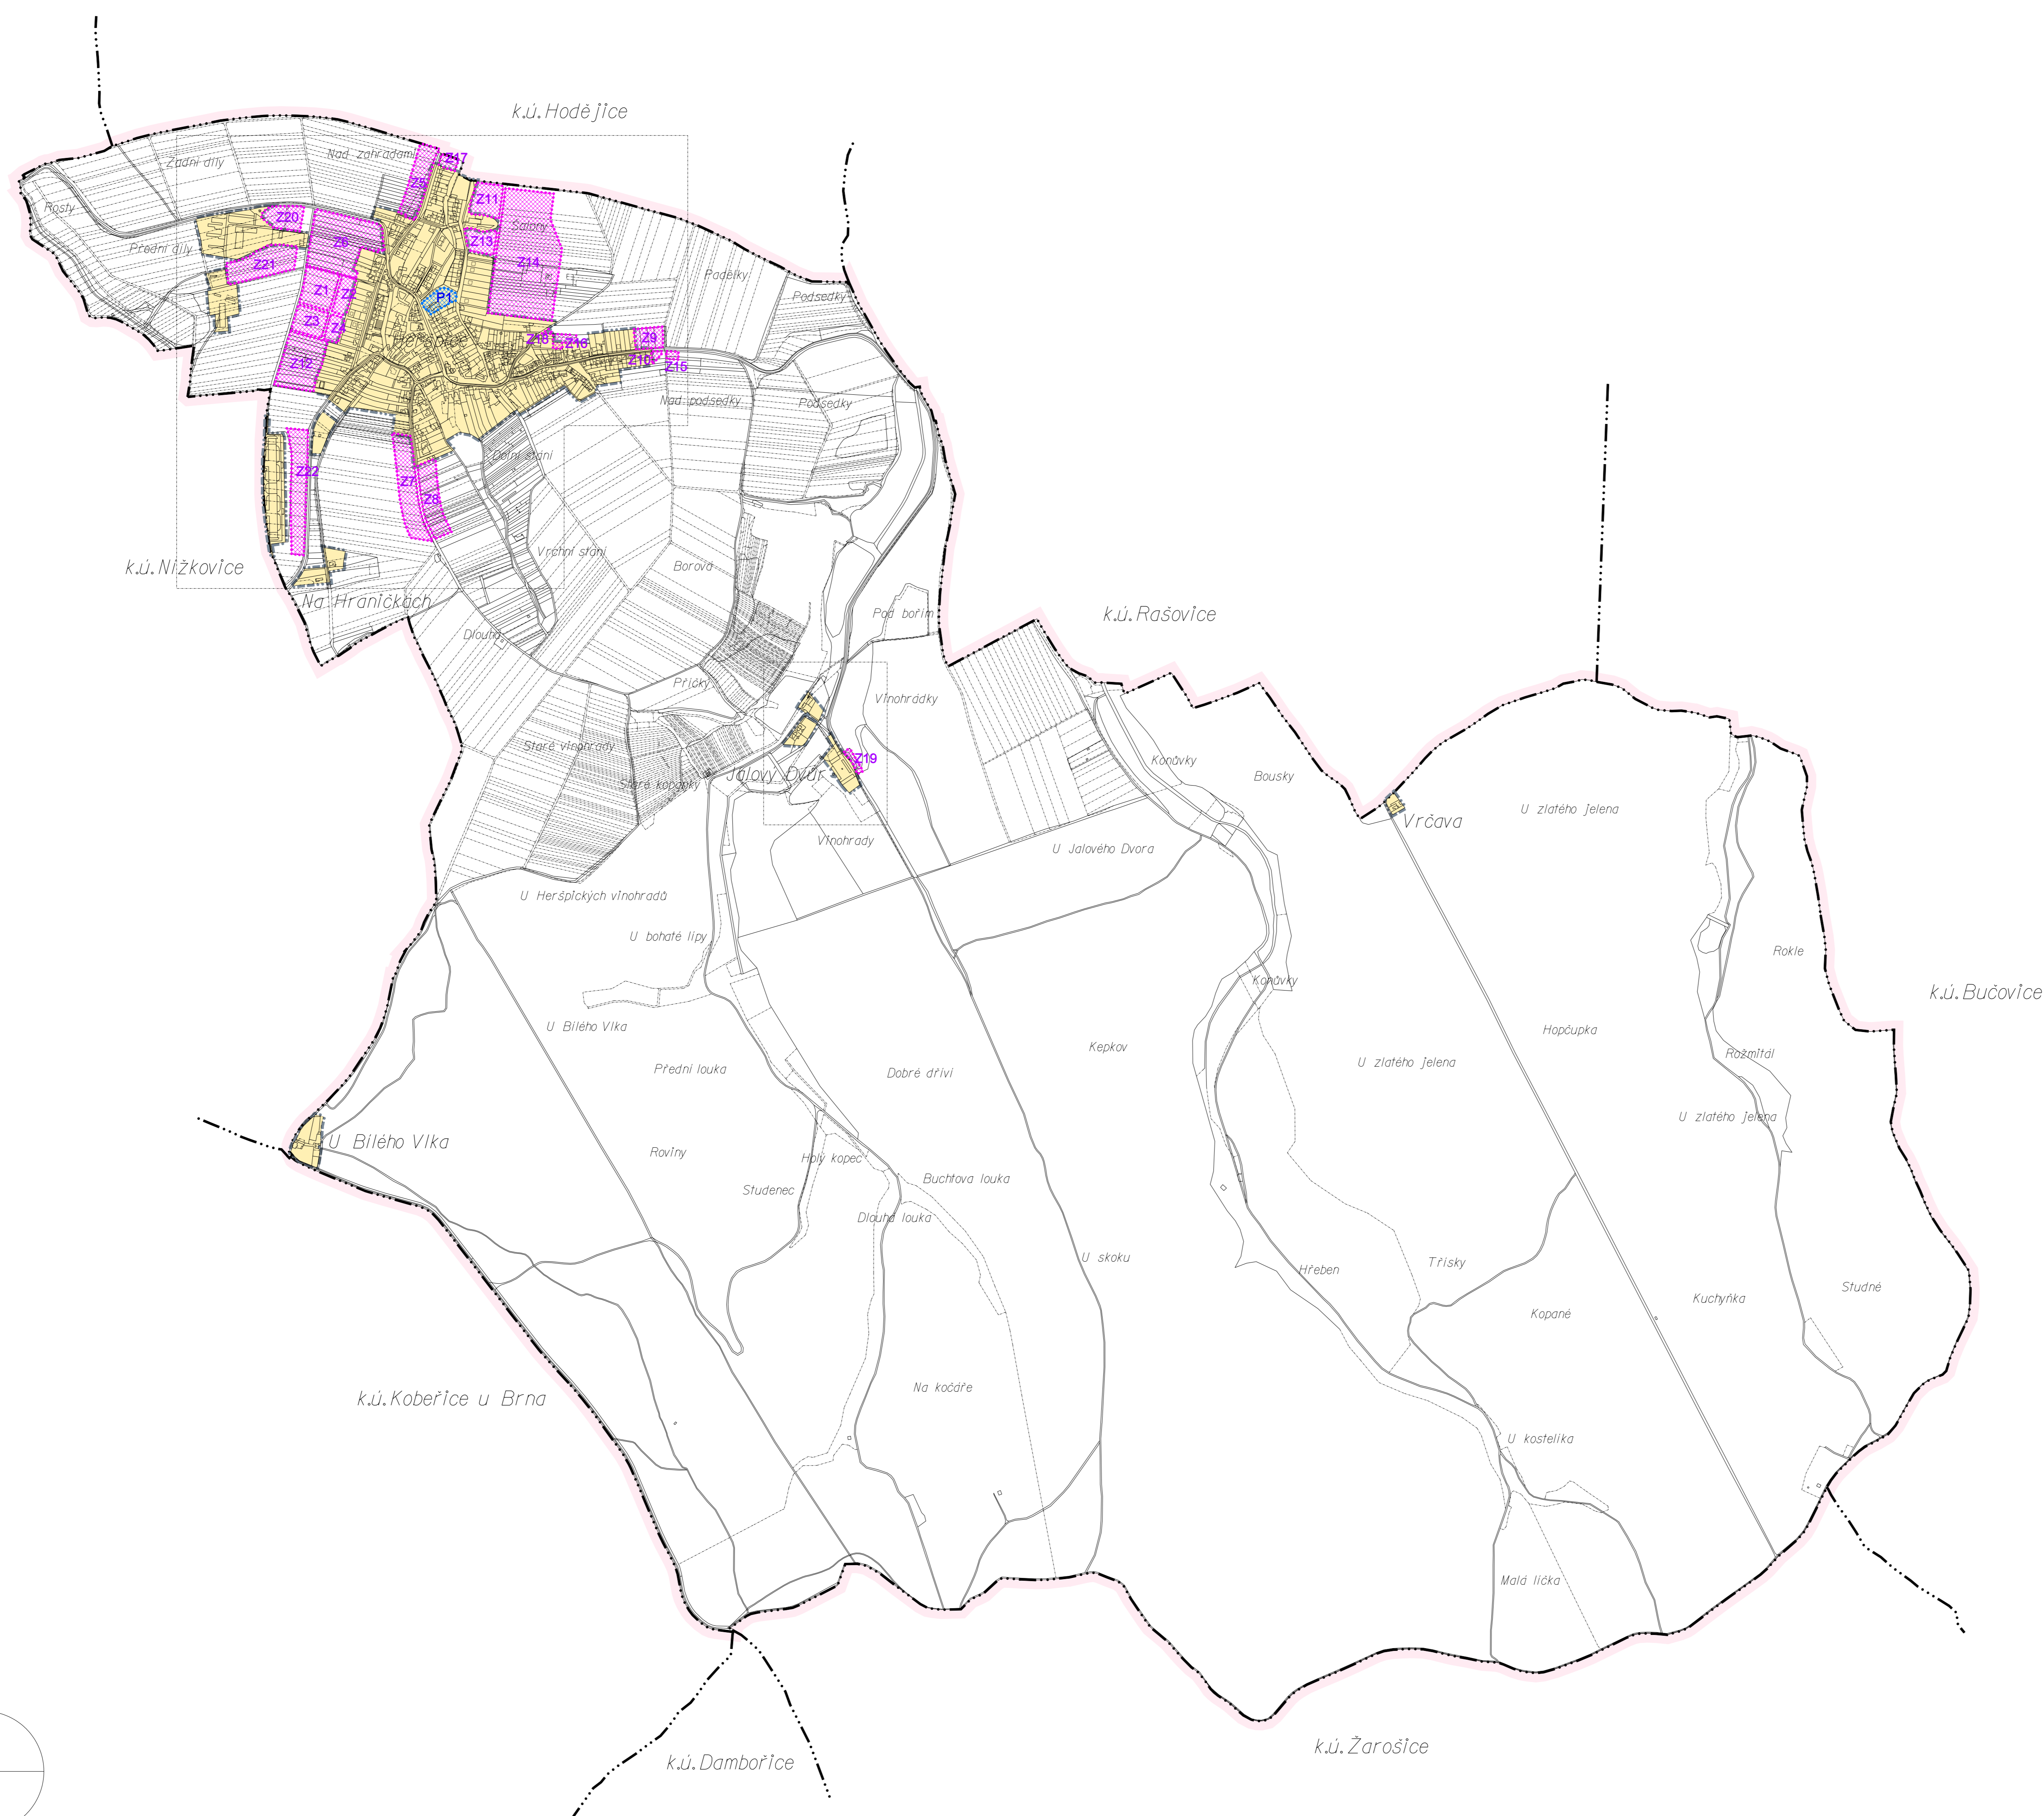 k.ú.Hodějice
Zadní díly
Nad zahradami
Z17
Z5
Z11
Rosty
Z20
Salony
Přední díly
Z6
Z13
Z21
Z14
Padělky
Z1
Z2
P1
Podsedky
Z3
Z4
Heršpice
Z18
Z16
Z9
Z12
Z10
Z15
Nad podsedky
Podsedky
Dolní stání
Z22
Z7
Z8
Vrchní stání
k.ú.Nížkovice
Borová
Na Hraničkách
Pod bořím
k.ú.Rašovice
Dlouhá
Příčky
Vinohrádky
Staré vinohrady
Z19
Konůvky
Jalový Dvůr
Bousky
Staré kopánky
U zlatého jelena
Vrčava
Vinohrady
U Jalového Dvora
U Heršpických vinohradů
U bohaté lípy
Rokle
Konůvky
k.ú.Bučovice
U Bílého Vlka
Hopčupka
Kepkov
Rožmitál
U zlatého jelena
Přední louka
Dobré dříví
U zlatého jelena
U Bílého Vlka
Roviny
Holý kopec
Buchtova louka
Studenec
Dlouhá louka
U skoku
Třísky
Hřeben
Studné
Kuchyňka
Kopané
Na kočáře
k.ú.Kobeřice u Brna
U kostelíka
Malá líčka
k.ú.Žarošice
k.ú.Dambořice